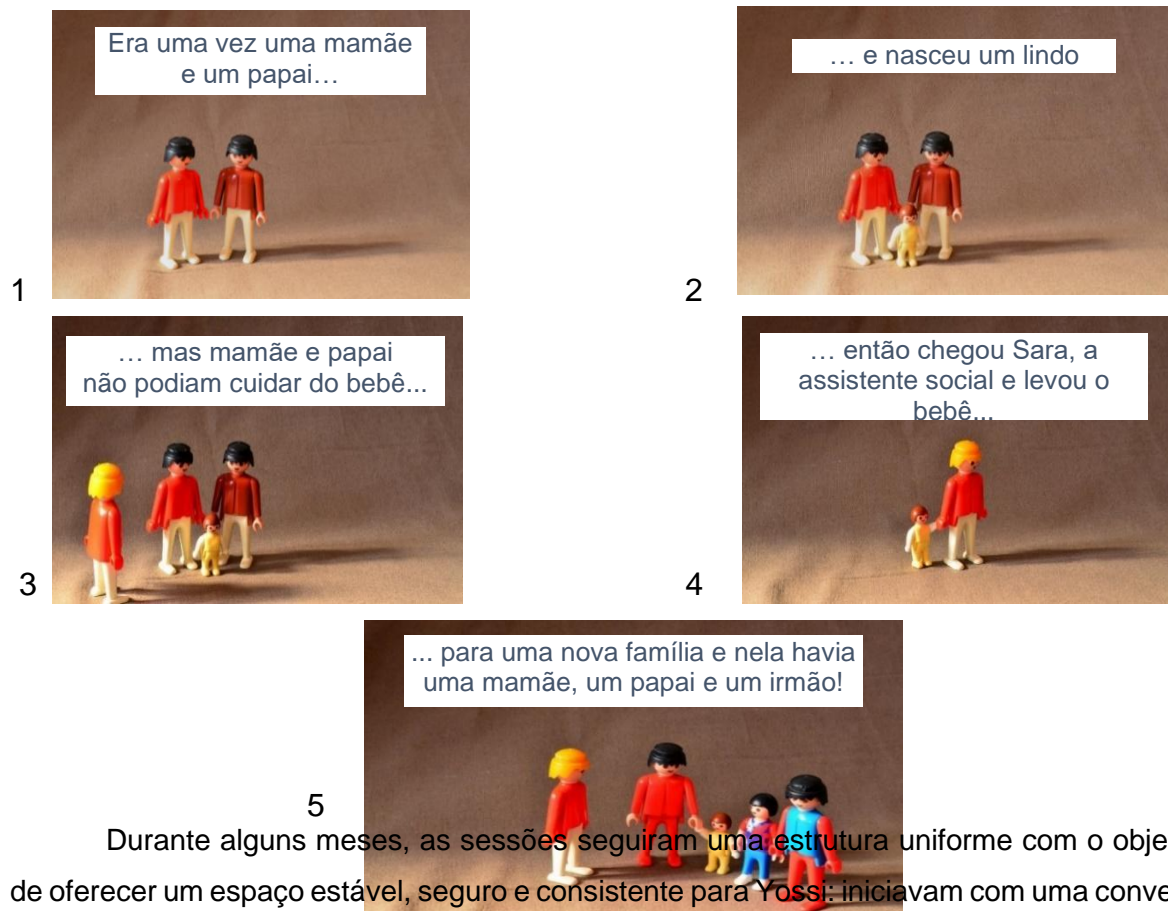 Era uma vez uma mamãe
e um papai…
1
… e nasceu um lindo
2
… mas mamãe e papai
não podiam cuidar do bebê...
3
… então chegou Sara, a
assistente social e levou o
bebê...
4
... para uma nova família e nela havia
uma mamãe, um papai e um irmão!
5
Durante alguns meses, as sessões seguiram uma estrutura uniforme com o obje
de oferecer um espaço estável, seguro e consistente para Yossi: iniciavam com uma conve